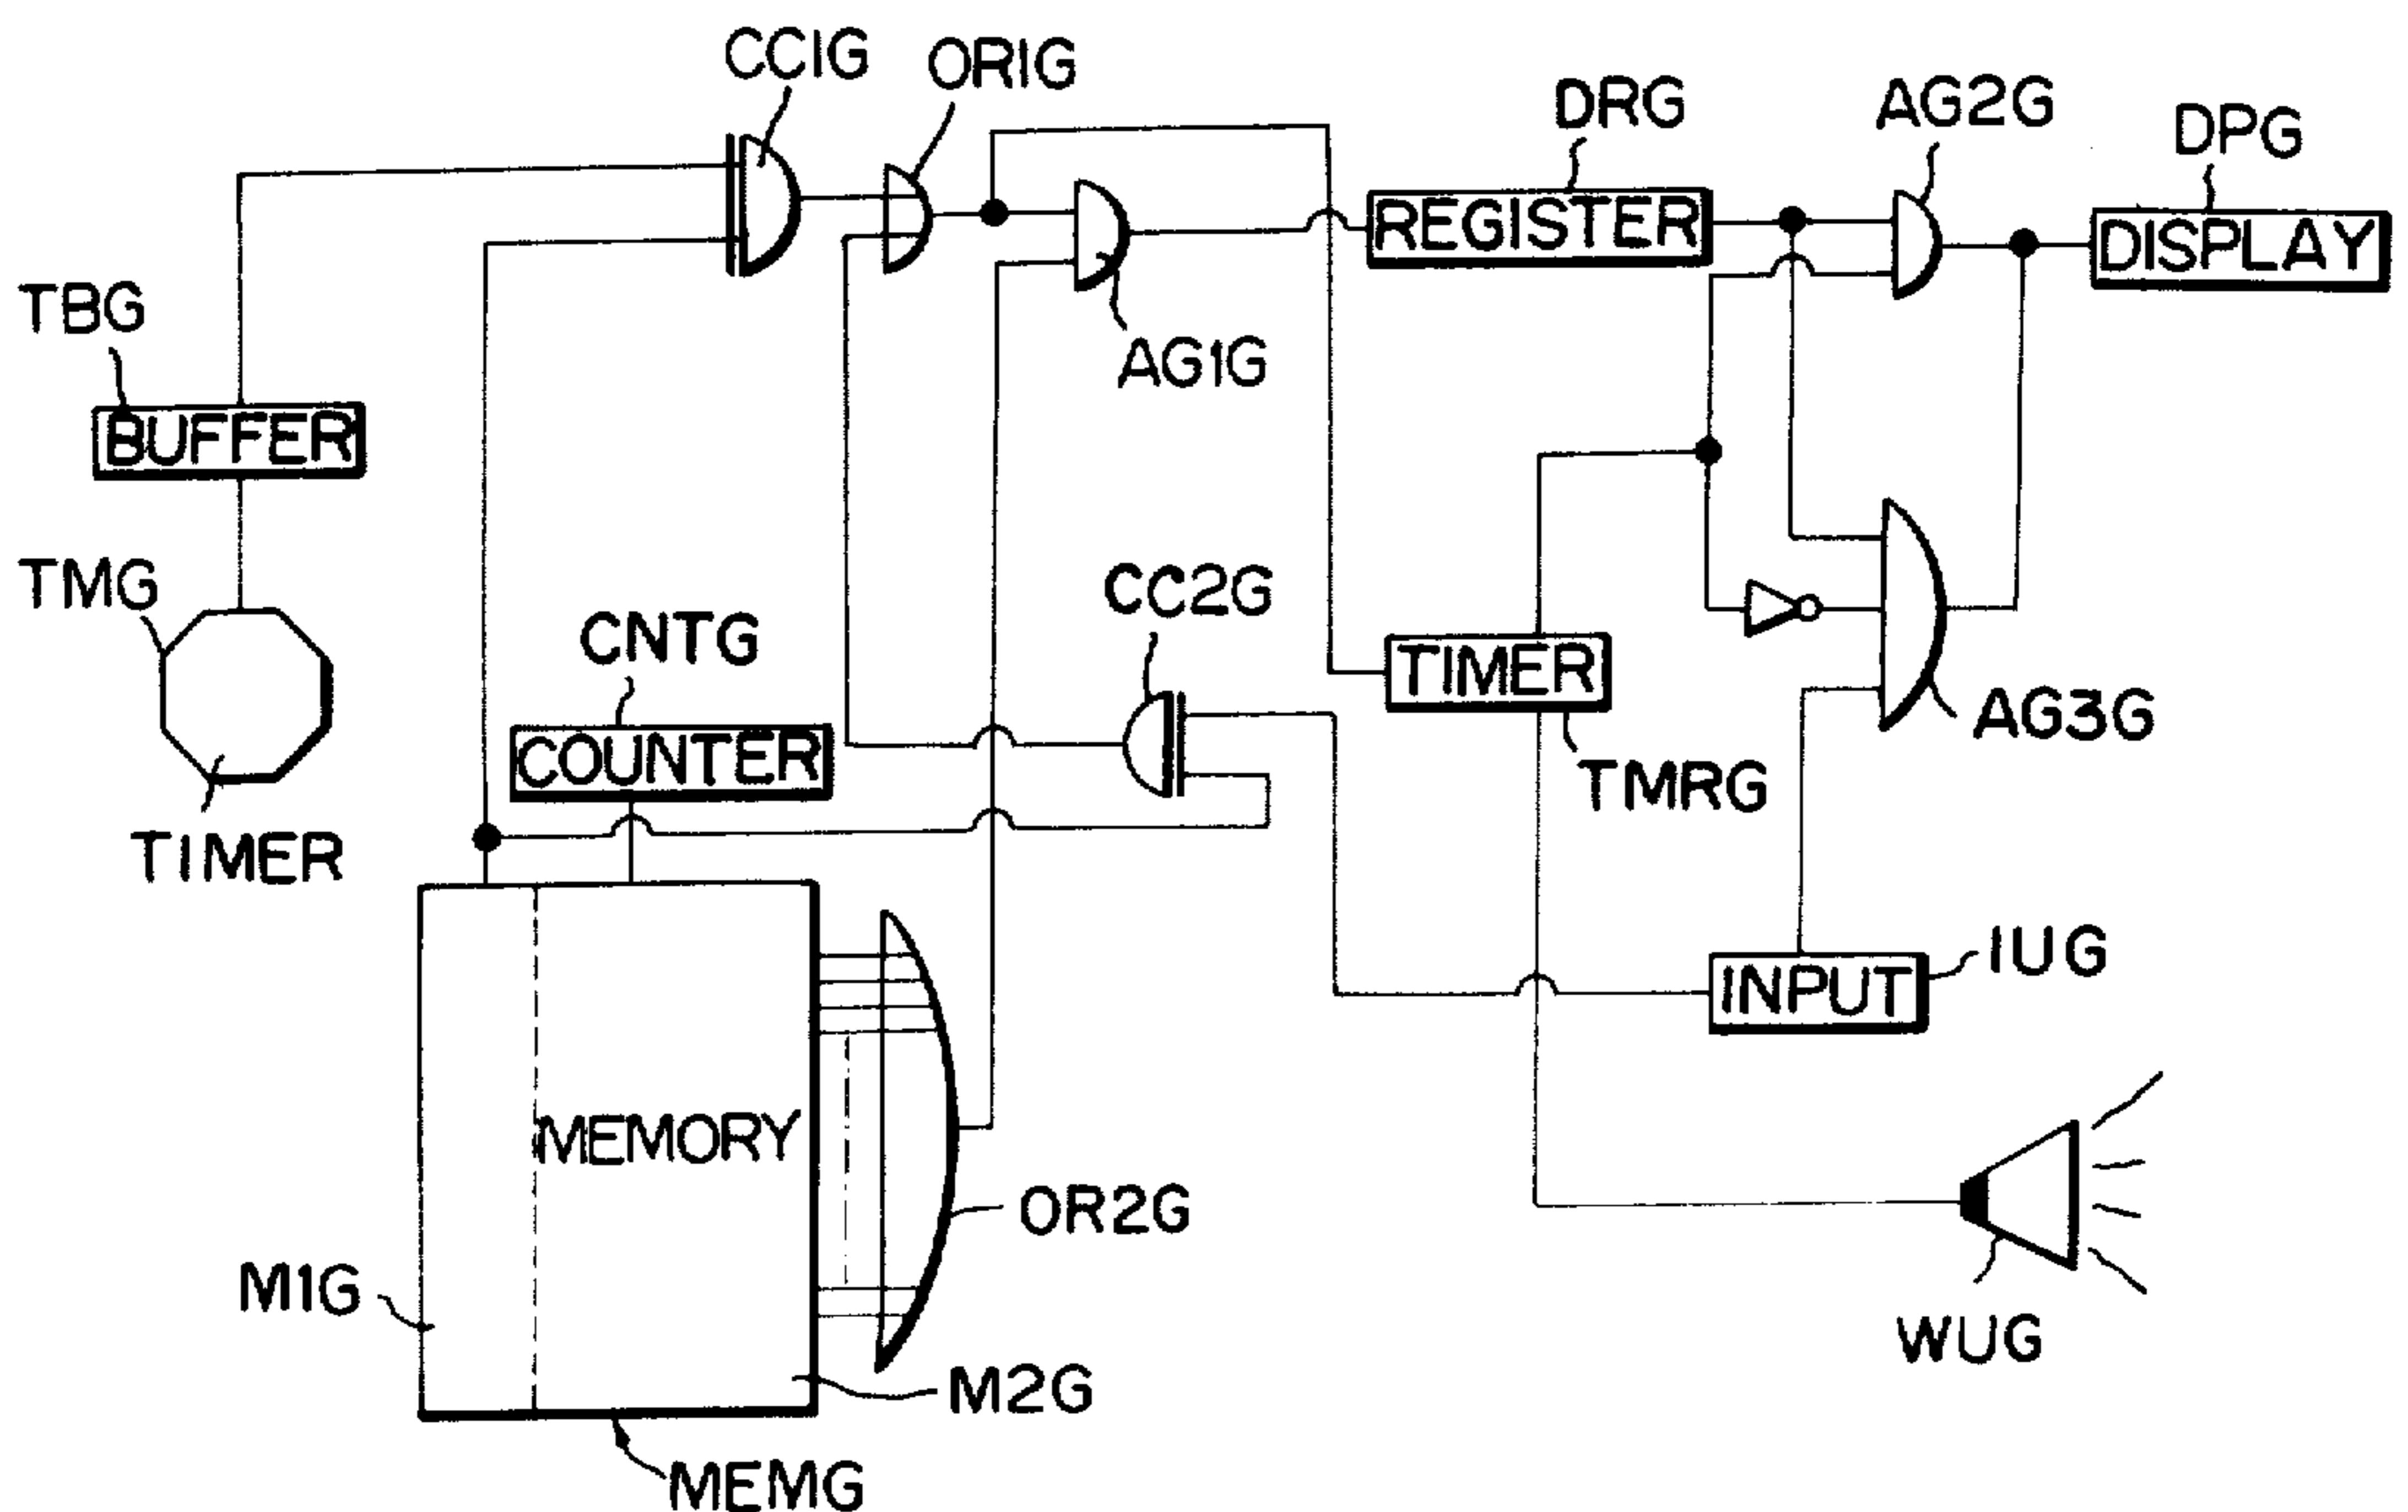 CC1G
OR1G
DRG
AG2G
DPG
REGISTER
DISPLAY
TBG
AG1G
BUFFER
TMG
CNTG
CC2G
TIMER
AG3G
COUNTER
TMRG
TIMER
IUG
INPUT
MEMORY
OR2G
M1G
WUG
M2G
MEMG